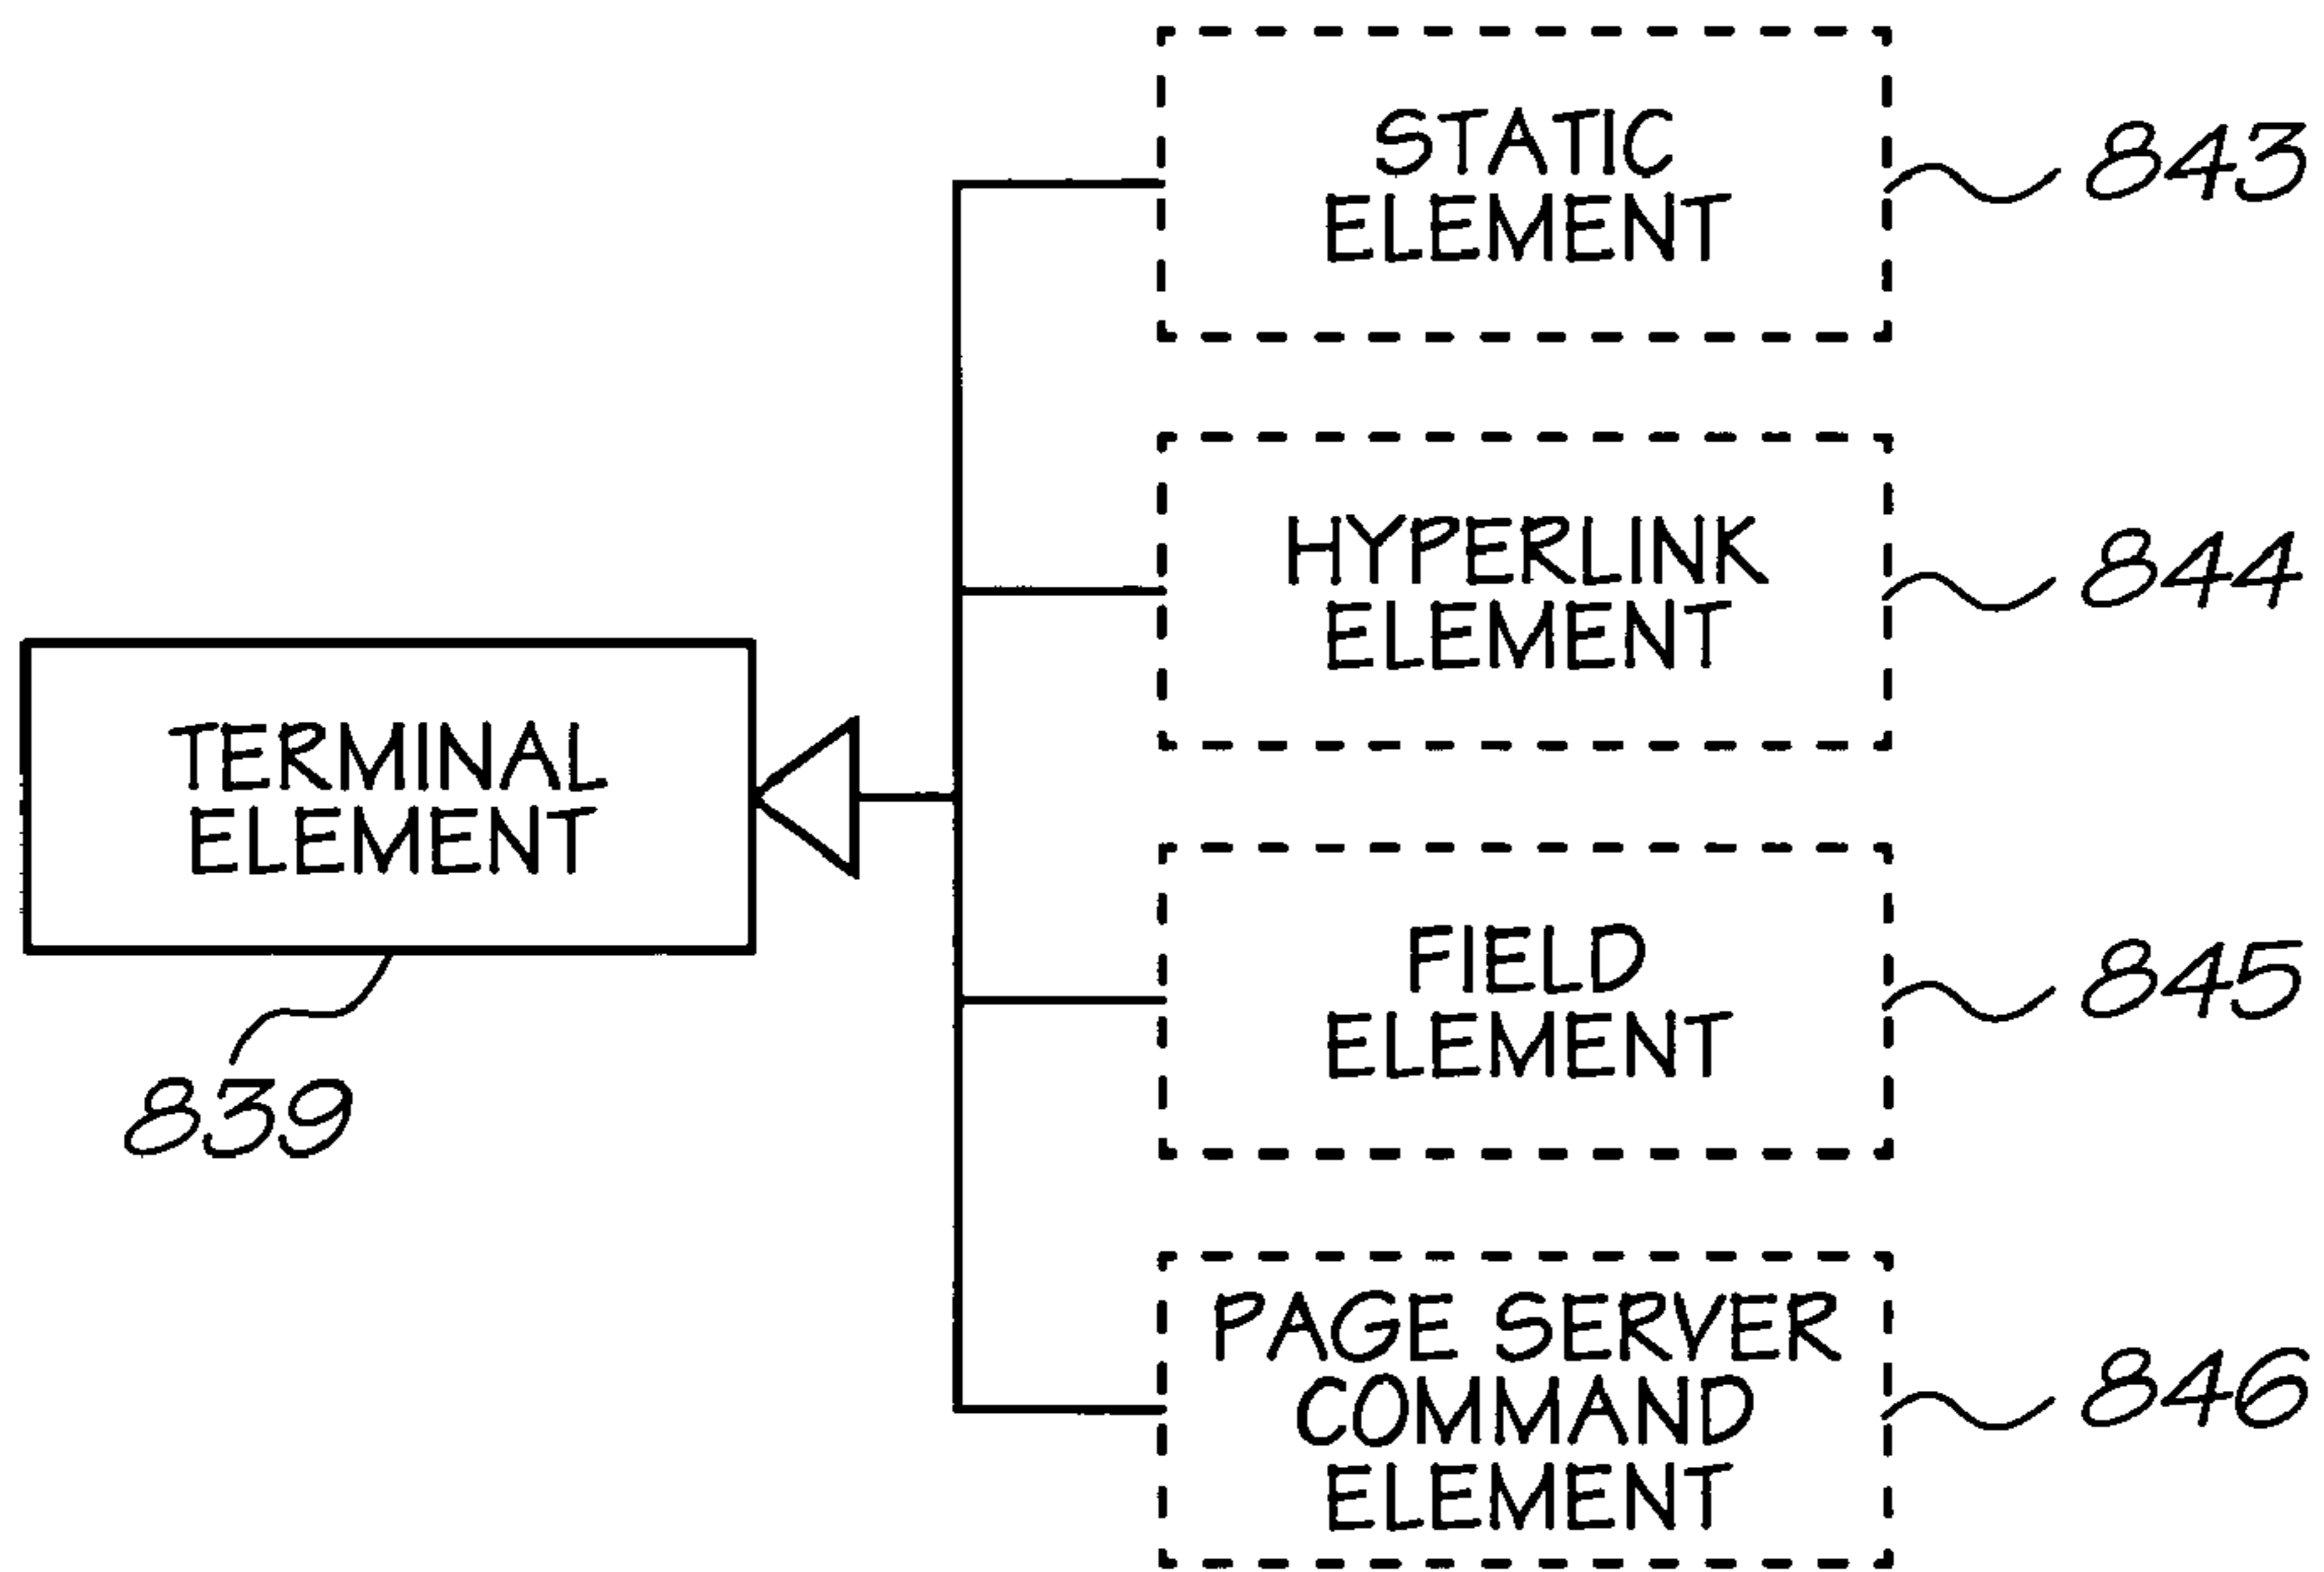 STATIC
ELEMENT
843
HYPERLINK
ELEMENT
844
TERMINAL
ELEMENT
839
FIELD
ELEMENT
845
PAGE SERVER
COMMAND
ELEMENT
846